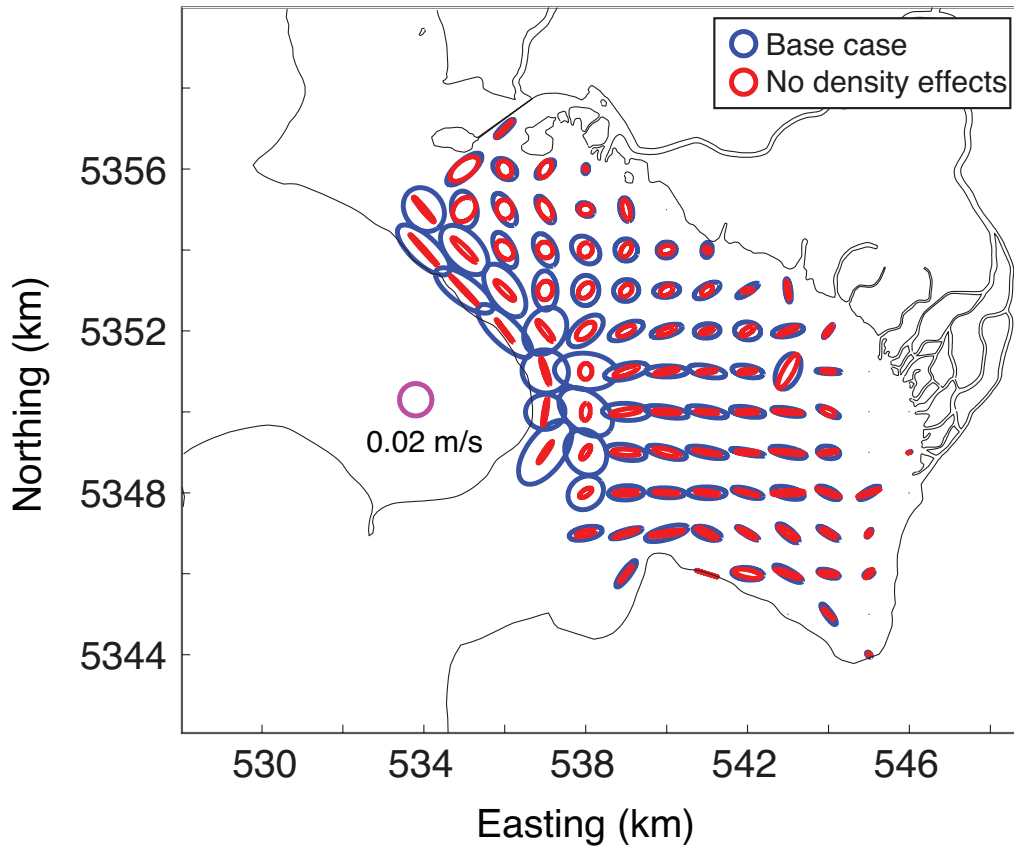 Base case
No density effects
5356
5352
5348
5344
Northing (km)
0.02 m/s
530
534
538
542
546
Easting (km)